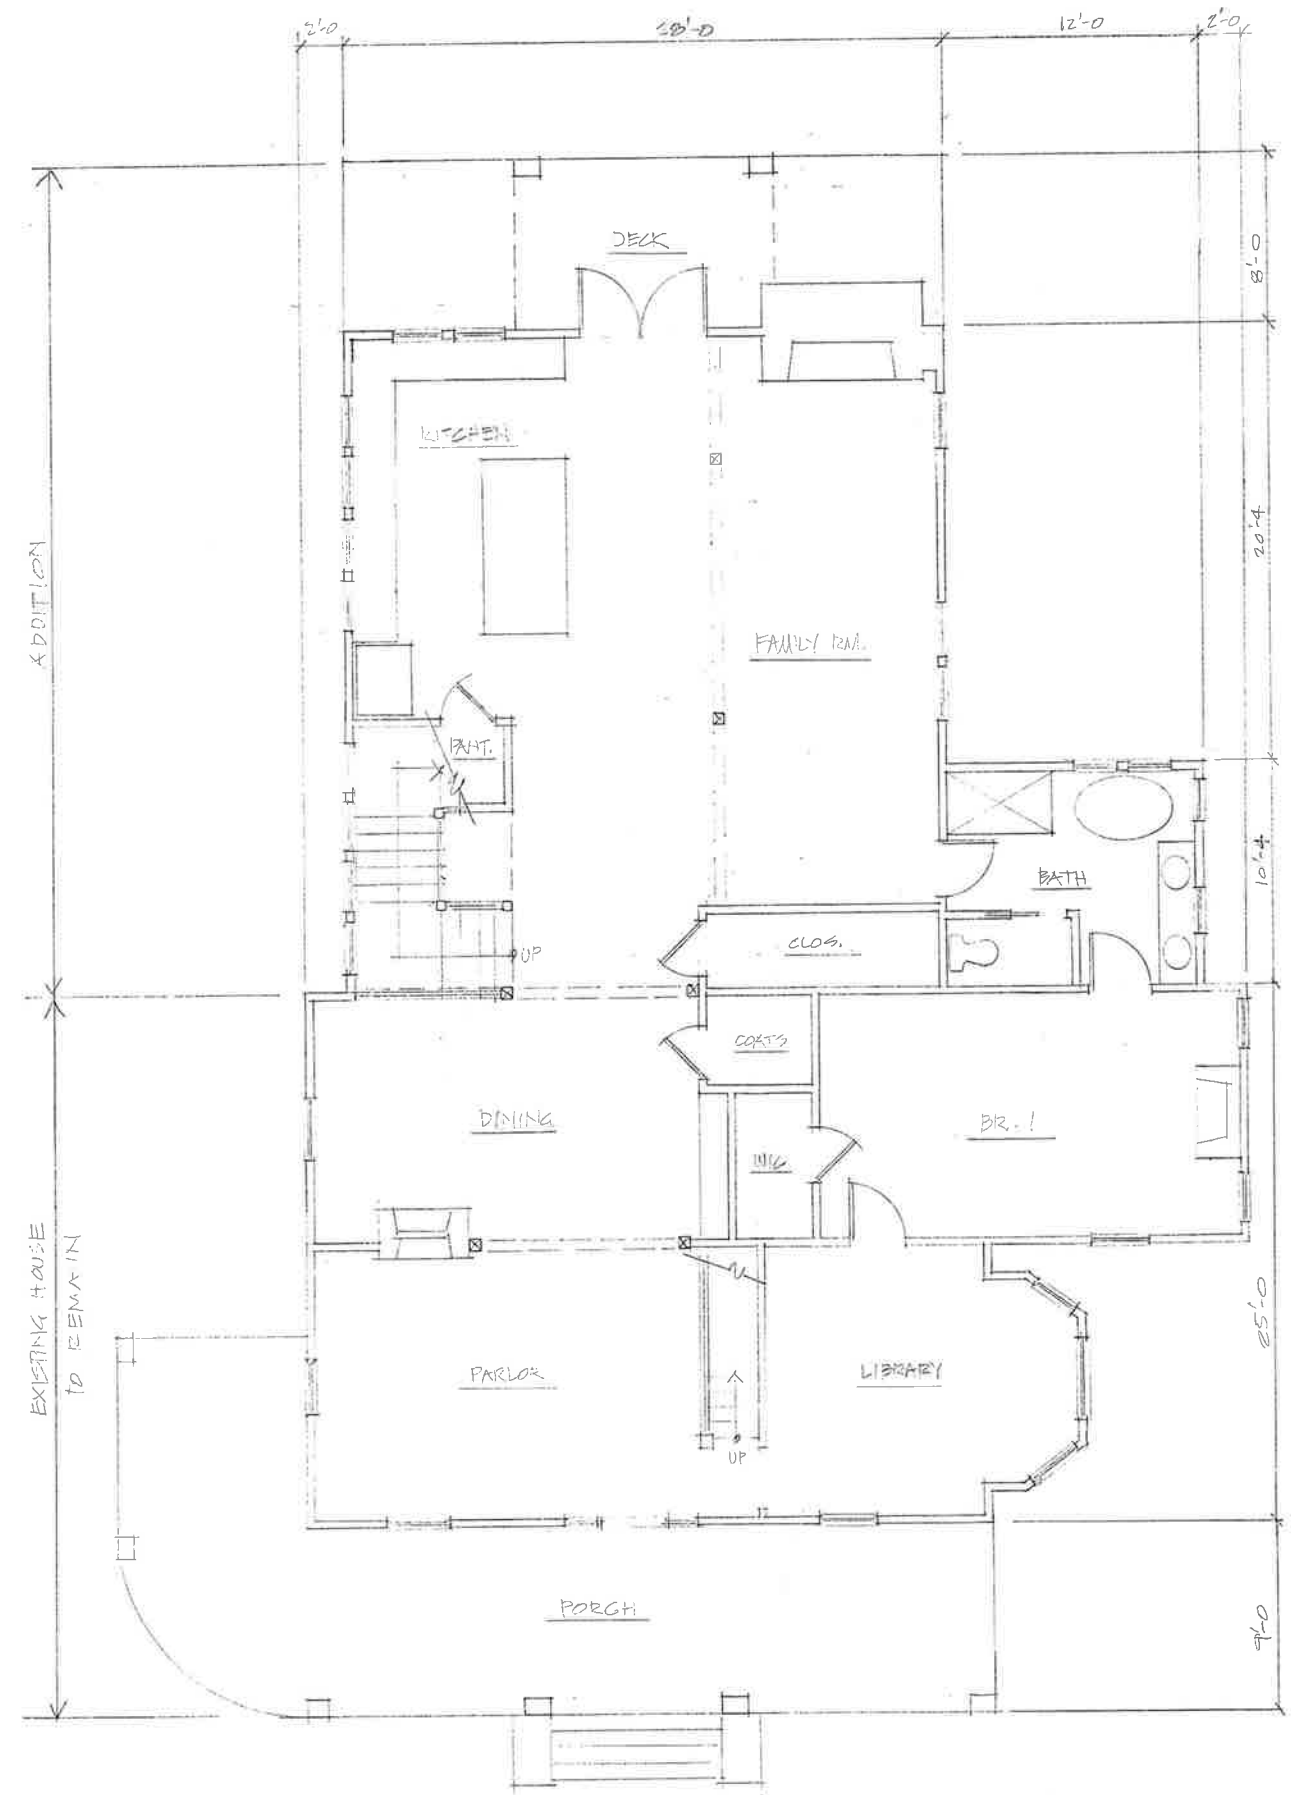 2'-0
28'-0
12'-0
2'-0
DECK
8'-0
KITCHEN
20'-4
ADDITION
FAMILY RM.
PANT.
10'-4
BATH
CLOS.
UP
COATS
DINING
BR. 1
WIC
EXISTING HOUSE
TO REMAIN
25'-0
PARLOR
LIBRARY
UP
PORCH
9'-0